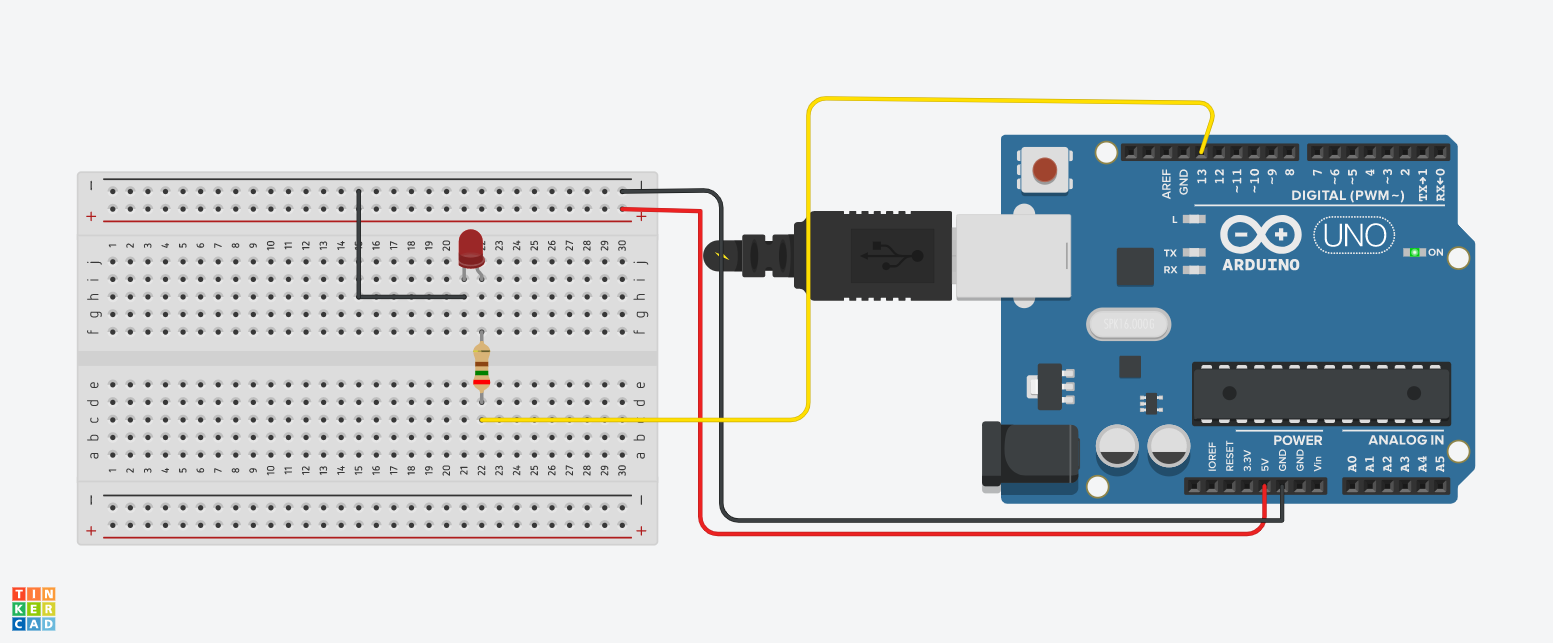 − −
+ +
1 2 3 4 5 6 7 8 9 10 11 12 13 14 15 16 17 18 19 20 21 22 23 24 25 26 27 28 29 30
j j
i i
h h
g g
f f
e e
d d
c c
b b
a a
1 2 3 4 5 6 7 8 9 10 11 12 13 14 15 16 17 18 19 20 21 22 23 24 25 26 27 28 29 30
− −
+ +
AREF GND 13 12 ~11 ~10 ~9 8 7 ~6 ~5 4 ~3 2 TX→1 RX←0
DIGITAL (PWM~)
L
TX
RX
UNO
ARDUINO
ON
POWER
ANALOG IN
IOREF RESET 3.3V 5V GND GND Vin A0 A1 A2 A3 A4 A5
TIN
KER
CAD